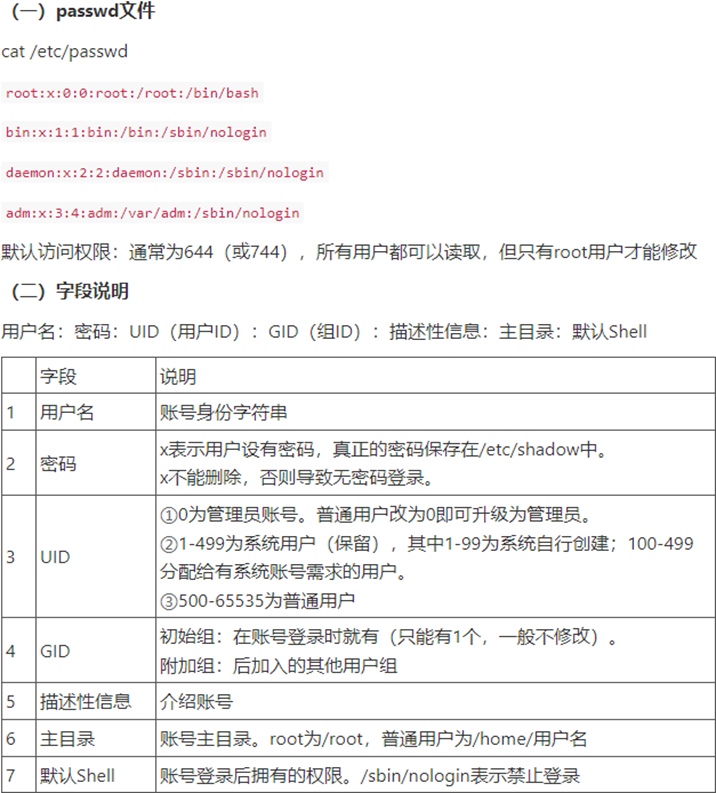 （一）passwd文件
cat /etc/passwd
root:x:0:0:root:/root:/bin/bash
bin:x:1:1:bin:/bin:/sbin/nologin
daemon:x:2:2:daemon:/sbin:/sbin/nologin
adm:x:3:4:adm:/var/adm:/sbin/nologin
默认访问权限：通常为644（或744），所有用户都可以读取，但只有root用户才能修改
（二）字段说明
用户名：密码：UID（用户ID）：GID（组ID）：描述性信息：主目录：默认Shell
字段 说明
1 用户名 账号身份字符串
2 密码 x表示用户设有密码，真正的密码保存在/etc/shadow中。
x不能删除，否则导致无密码登录。
3 UID ①0为管理员账号。普通用户改为0即可升级为管理员。
②1-499为系统用户（保留），其中1-99为系统自行创建；100-499
分配给有系统账号需求的用户。
③500-65535为普通用户
4 GID 初始组：在账号登录时就有（只能有1个，一般不修改）。
附加组：后加入的其他用户组
5 描述性信息 介绍账号
6 主目录 账号主目录。root为/root，普通用户为/home/用户名
7 默认Shell 账号登录后拥有的权限。/sbin/nologin表示禁止登录